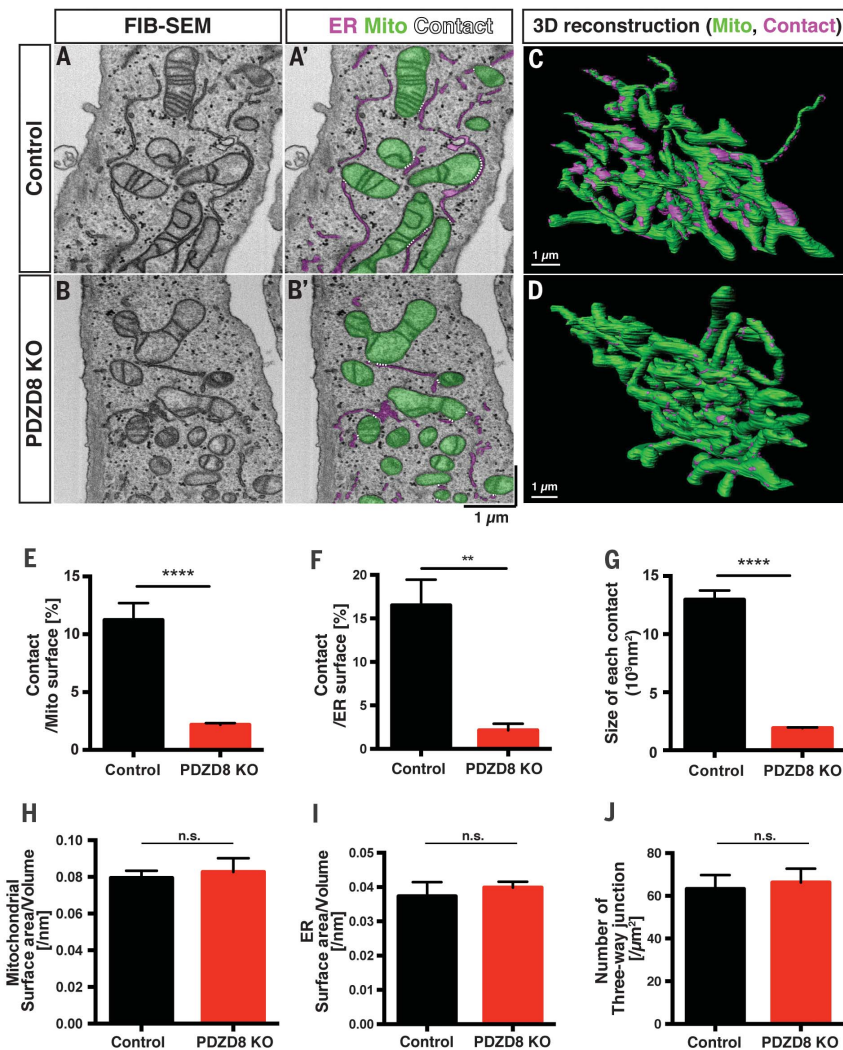 FIB-SEM
ER Mito Contact
3D reconstruction (Mito, Contact)
Control
A
A'
C
1 µm
PDZD8 KO
B
B'
D
1 µm
1 µm
E
Contact
/Mito surface [%]
15
10
5
0
****
Control
PDZD8 KO
F
Contact
/ER surface [%]
20
15
10
5
0
**
Control
PDZD8 KO
G
Size of each contact
(10³nm²)
15
10
5
0
****
Control
PDZD8 KO
H
Mitochondrial
Surface area/Volume
[/nm]
0.10
0.08
0.06
0.04
0.02
0.00
n.s.
Control
PDZD8 KO
I
ER
Surface area/Volume
[/nm]
0.05
0.04
0.03
0.02
0.01
0.00
n.s.
Control
PDZD8 KO
J
Number of
Three-way junction
[/µm²]
80
60
40
20
0
n.s.
Control
PDZD8 KO